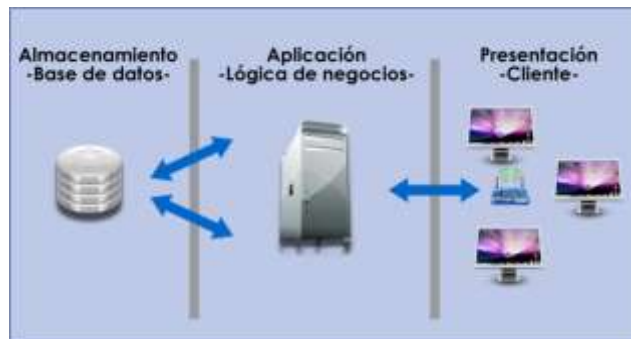 Almacenamiento
-Base de datos-
Aplicación
-Lógica de negocios-
Presentación
-Cliente-